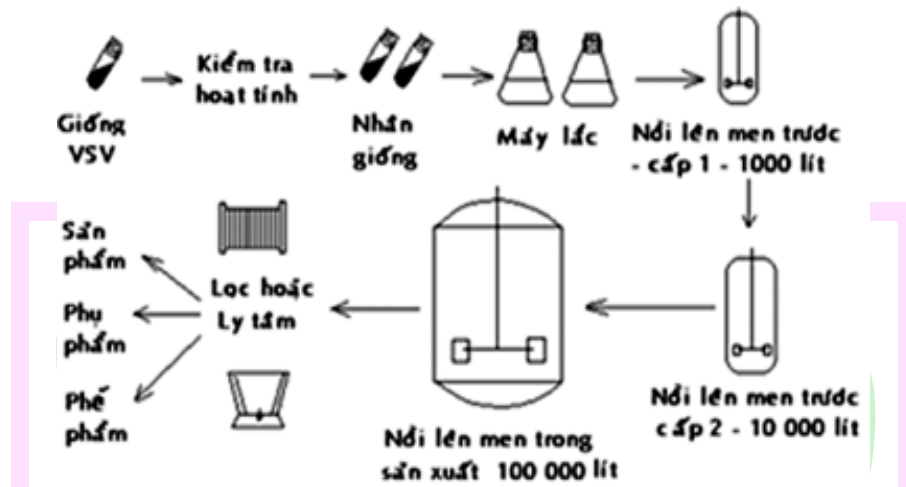 Giống
VSV
Kiểm tra
hoạt tính
Nhân
giống
Máy lắc
Nồi lên men trước
- cấp 1 - 1000 lít
Nồi lên men trước
cấp 2 - 10 000 lít
Nồi lên men trong
sản xuất 100 000 lít
Lọc hoặc
Ly tâm
Sản
phẩm
Phụ
phẩm
Phế
phẩm